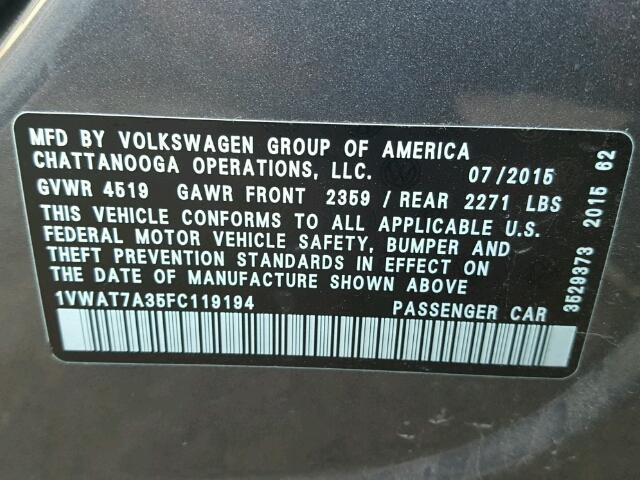 MFD BY VOLKSWAGEN GROUP OF AMERICA
CHATTANOOGA OPERATIONS, LLC. 07/2015
GVWR 4519 GAWR FRONT 2359 / REAR 2271 LBS
THIS VEHICLE CONFORMS TO ALL APPLICABLE U.S.
FEDERAL MOTOR VEHICLE SAFETY, BUMPER AND
THEFT PREVENTION STANDARDS IN EFFECT ON
THE DATE OF MANUFACTURE SHOWN ABOVE
1VWAT7A35FC119194 PASSENGER CAR
3529373 2015 62